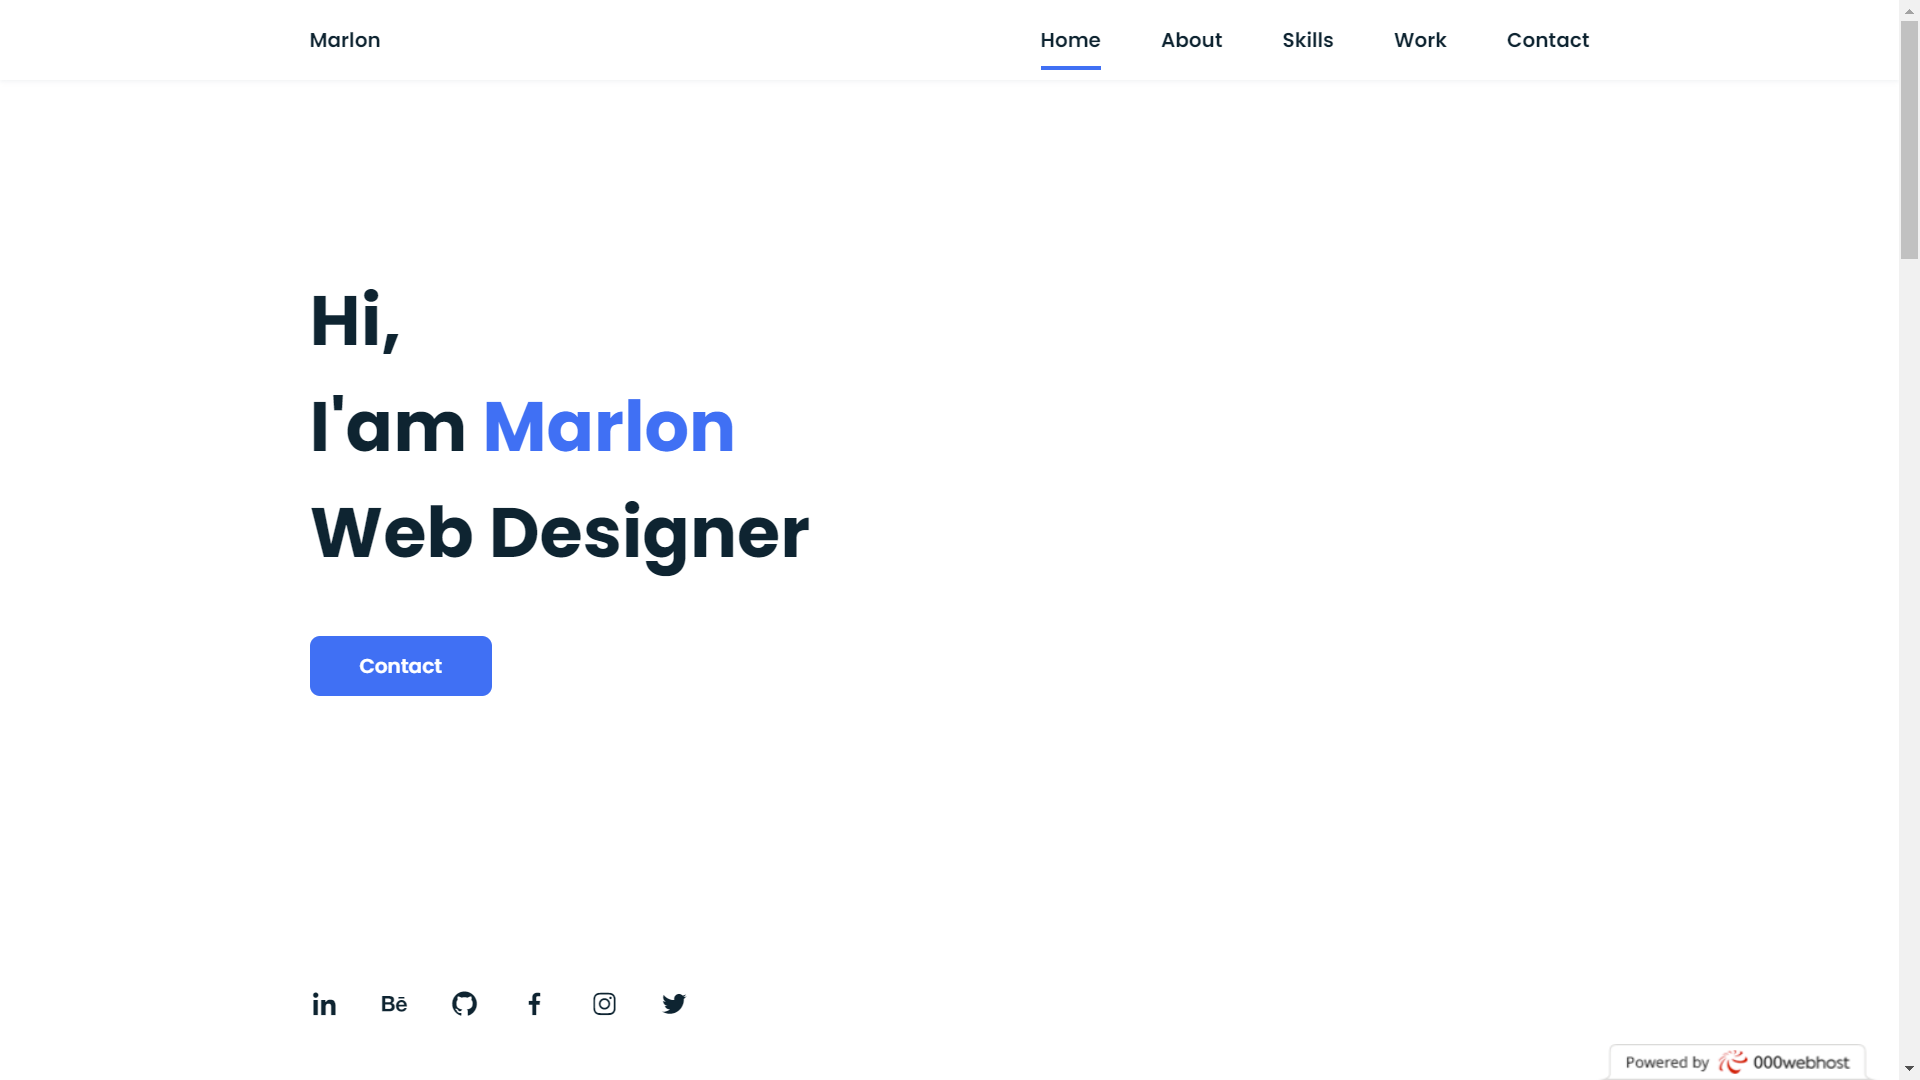 Marlon
Home About Skills Work Contact
Hi,
I'am Marlon
Web Designer
Contact
in Bē f
Powered by 000webhost